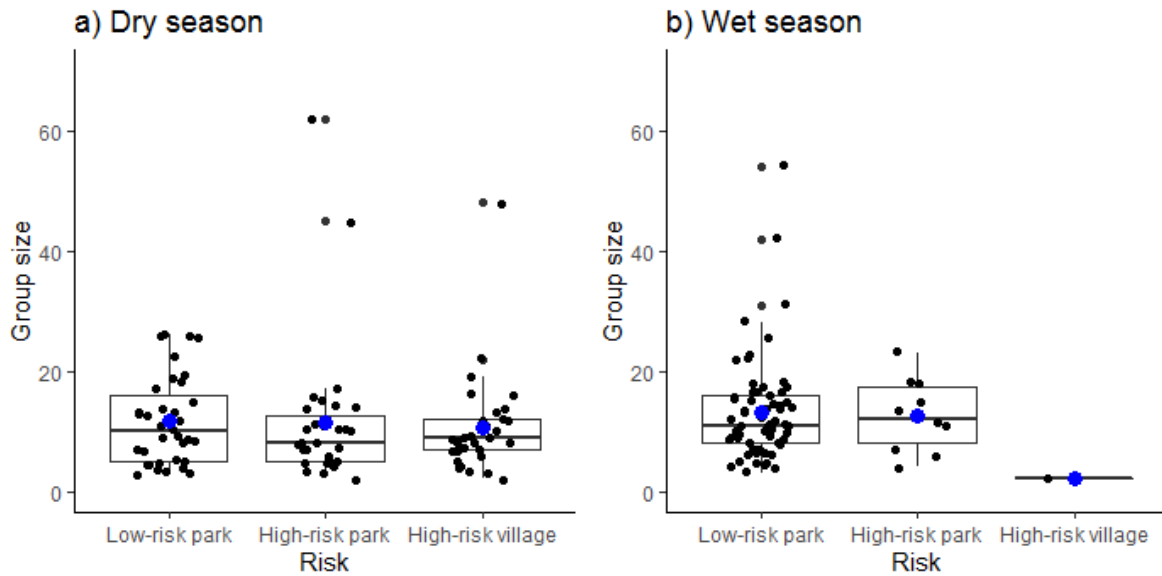 a) Dry season
Group size
60
40
20
0
Low-risk park High-risk park High-risk village
Risk
b) Wet season
Group size
60
40
20
0
Low-risk park High-risk park High-risk village
Risk